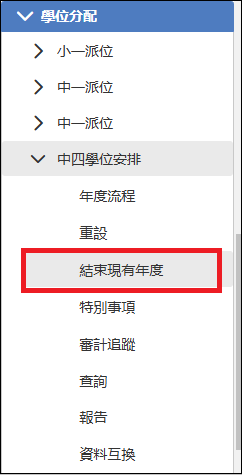 學位分配
小一派位
中一派位
中一派位
中四學位安排
年度流程
重設
結束現有年度
特別事項
審計追蹤
查詢
報告
資料互換